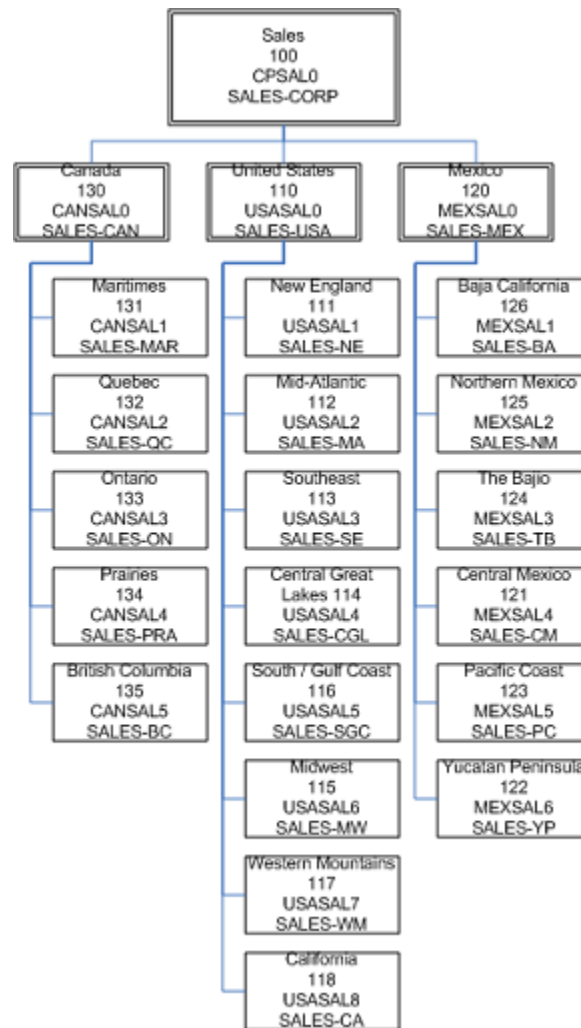 Sales
100
CPSAL0
SALES-CORP
Canada
130
CANSAL0
SALES-CAN
United States
110
USASAL0
SALES-USA
Mexico
120
MEXSAL0
SALES-MEX
Maritimes
131
CANSAL1
SALES-MAR
Quebec
132
CANSAL2
SALES-QC
Ontario
133
CANSAL3
SALES-ON
Prairies
134
CANSAL4
SALES-PRA
British Columbia
135
CANSAL5
SALES-BC
New England
111
USASAL1
SALES-NE
Mid-Atlantic
112
USASAL2
SALES-MA
Southeast
113
USASAL3
SALES-SE
Central Great
Lakes 114
USASAL4
SALES-CGL
South / Gulf Coast
116
USASAL5
SALES-SGC
Midwest
115
USASAL6
SALES-MW
Western Mountains
117
USASAL7
SALES-WM
California
118
USASAL8
SALES-CA
Baja California
126
MEXSAL1
SALES-BA
Northern Mexico
125
MEXSAL2
SALES-NM
The Bajio
124
MEXSAL3
SALES-TB
Central Mexico
121
MEXSAL4
SALES-CM
Pacific Coast
123
MEXSAL5
SALES-PC
Yucatan Peninsula
122
MEXSAL6
SALES-YP